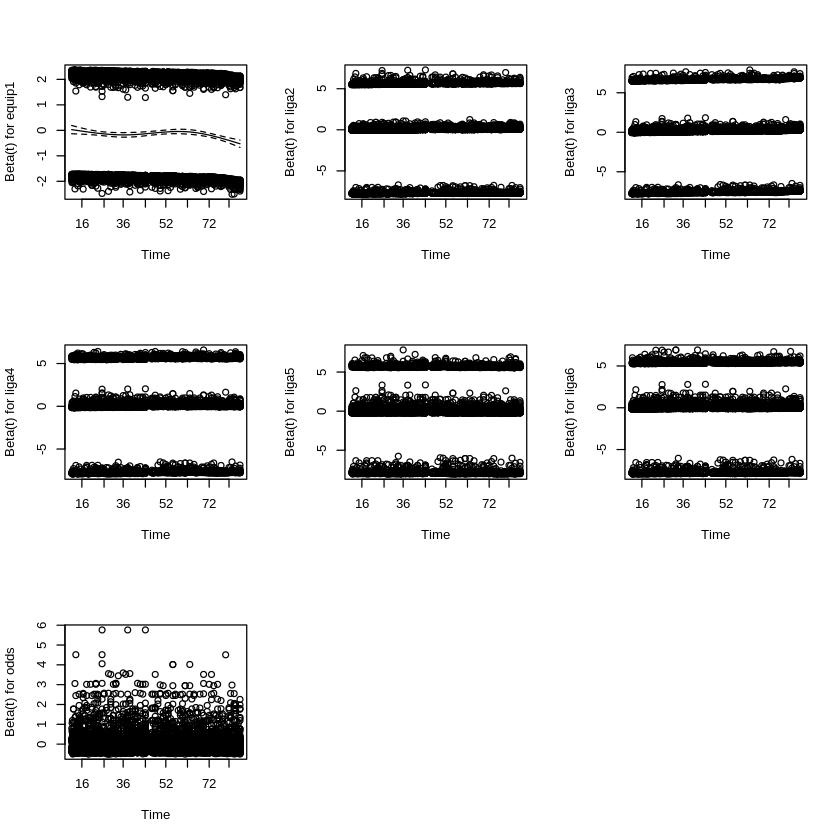 Beta(t) for equip1
2
1
0
-1
-2
16 36 52 72
Time
Beta(t) for liga2
5
0
-5
16 36 52 72
Time
Beta(t) for liga3
5
0
-5
16 36 52 72
Time
Beta(t) for liga4
5
0
-5
16 36 52 72
Time
Beta(t) for liga5
5
0
-5
16 36 52 72
Time
Beta(t) for liga6
5
0
-5
16 36 52 72
Time
Beta(t) for odds
6
5
4
3
2
1
0
16 36 52 72
Time